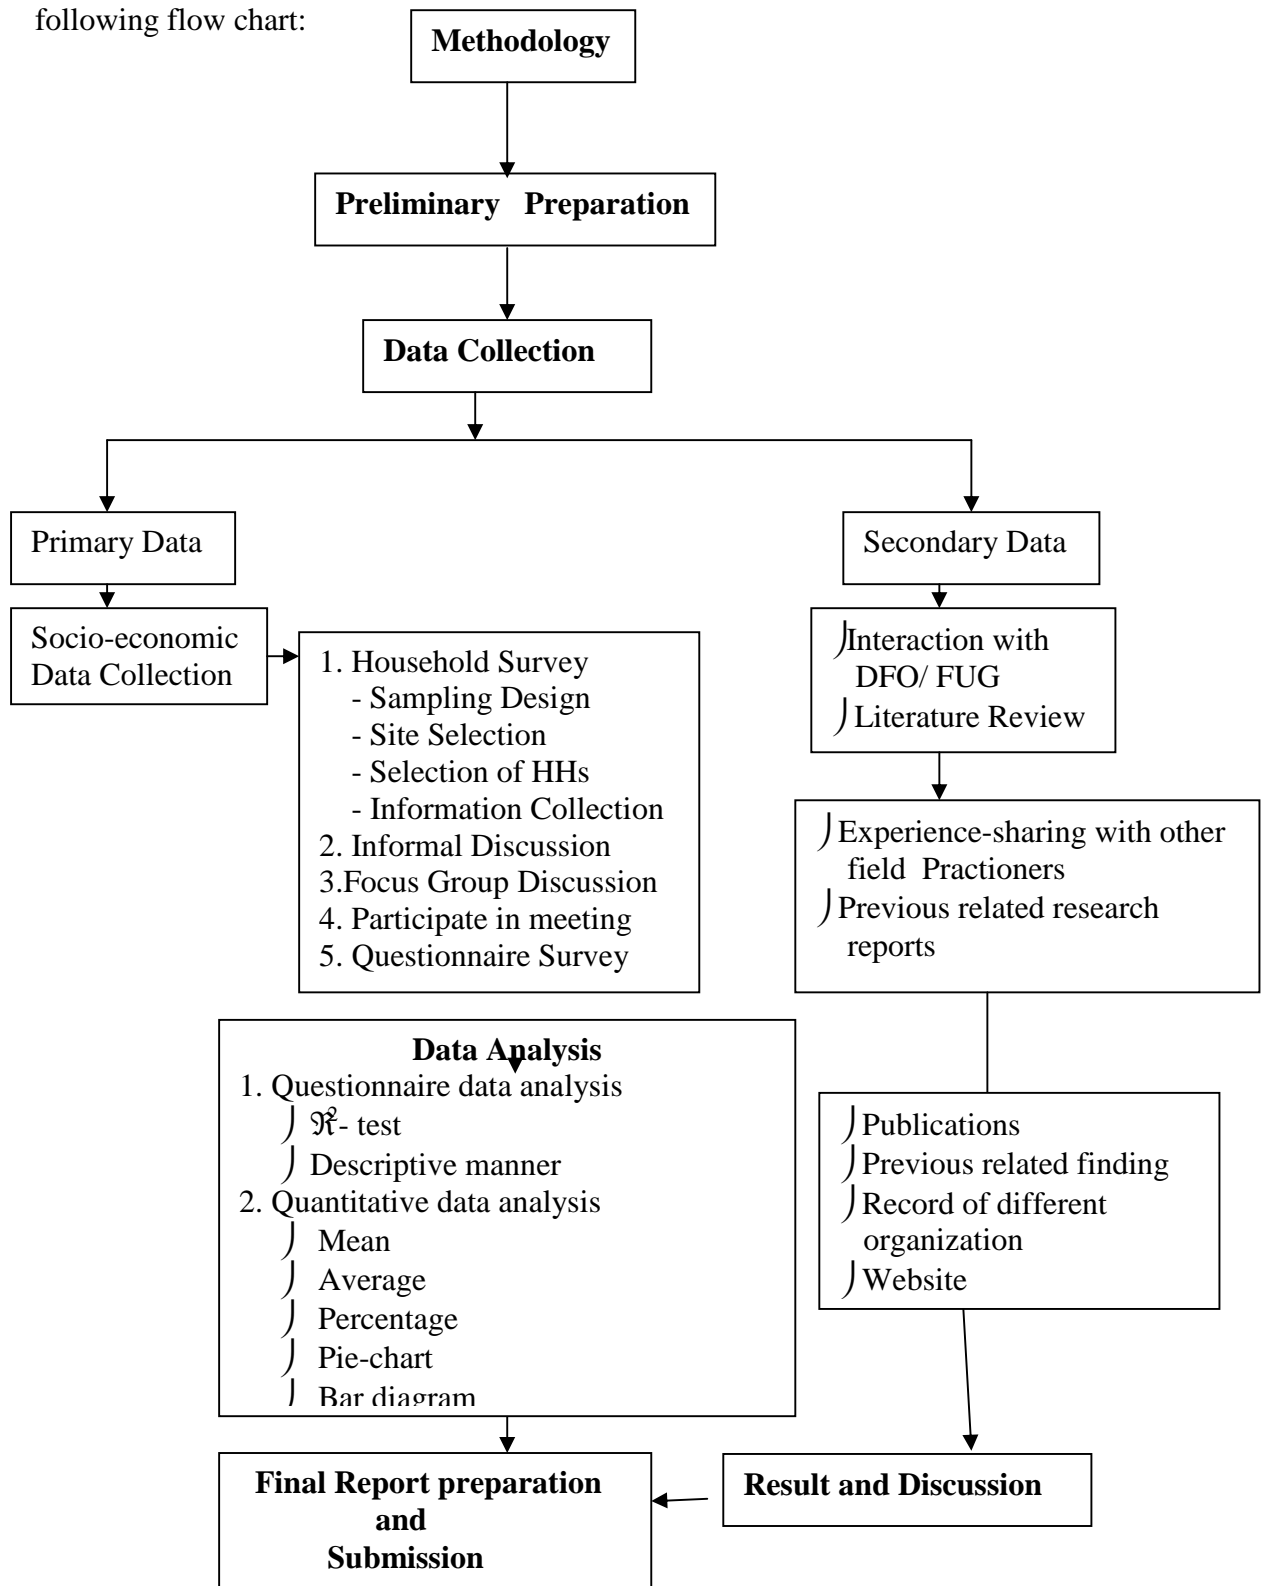 following flow chart:
Methodology
Preliminary Preparation
Data Collection
Primary Data
Secondary Data
Socio-economic
Data Collection
1. Household Survey
- Sampling Design
- Site Selection
- Selection of HHs
- Information Collection
2. Informal Discussion
3.Focus Group Discussion
4. Participate in meeting
5. Questionnaire Survey
⌡Interaction with
DFO/ FUG
⌡Literature Review
⌡Experience-sharing with other
field Practioners
⌡Previous related research
reports
Data Analysis
1. Questionnaire data analysis
⌡ ℜ²- test
⌡ Descriptive manner
2. Quantitative data analysis
⌡ Mean
⌡ Average
⌡ Percentage
⌡ Pie-chart
⌡ Bar diagram
⌡Publications
⌡Previous related finding
⌡Record of different
organization
⌡Website
Final Report preparation
and
Submission
Result and Discussion